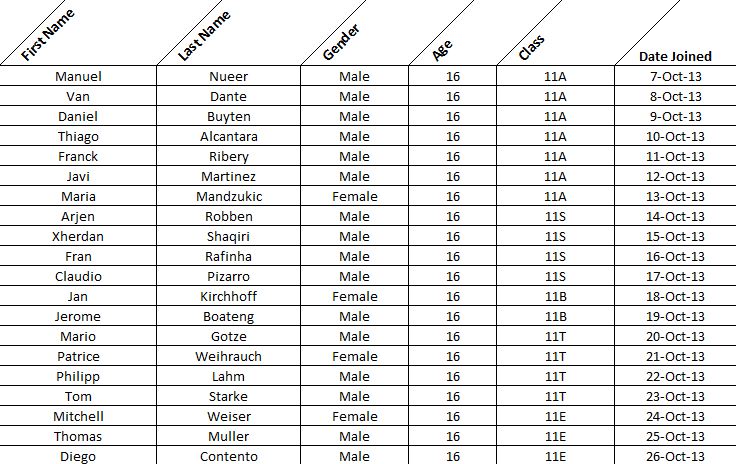 First Name Last Name Gender Age Class Date Joined
Manuel Nueer Male 16 11A 7-Oct-13
Van Dante Male 16 11A 8-Oct-13
Daniel Buyten Male 16 11A 9-Oct-13
Thiago Alcantara Male 16 11A 10-Oct-13
Franck Ribery Male 16 11A 11-Oct-13
Javi Martinez Male 16 11A 12-Oct-13
Maria Mandzukic Female 16 11A 13-Oct-13
Arjen Robben Male 16 11S 14-Oct-13
Xherdan Shaqiri Male 16 11S 15-Oct-13
Fran Rafinha Male 16 11S 16-Oct-13
Claudio Pizarro Male 16 11S 17-Oct-13
Jan Kirchhoff Female 16 11B 18-Oct-13
Jerome Boateng Male 16 11B 19-Oct-13
Mario Gotze Male 16 11T 20-Oct-13
Patrice Weihrauch Female 16 11T 21-Oct-13
Philipp Lahm Male 16 11T 22-Oct-13
Tom Starke Male 16 11T 23-Oct-13
Mitchell Weiser Female 16 11E 24-Oct-13
Thomas Muller Male 16 11E 25-Oct-13
Diego Contento Male 16 11E 26-Oct-13